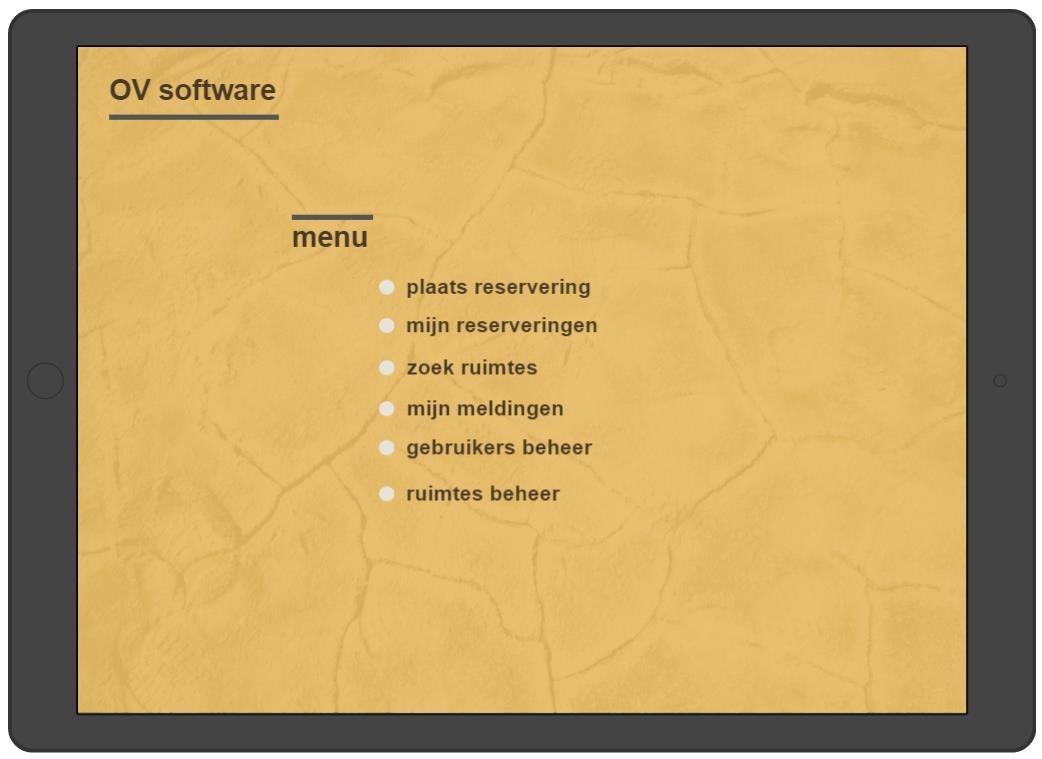 OV software
menu
plaats reservering
mijn reserveringen
zoek ruimtes
mijn meldingen
gebruikers beheer
ruimtes beheer